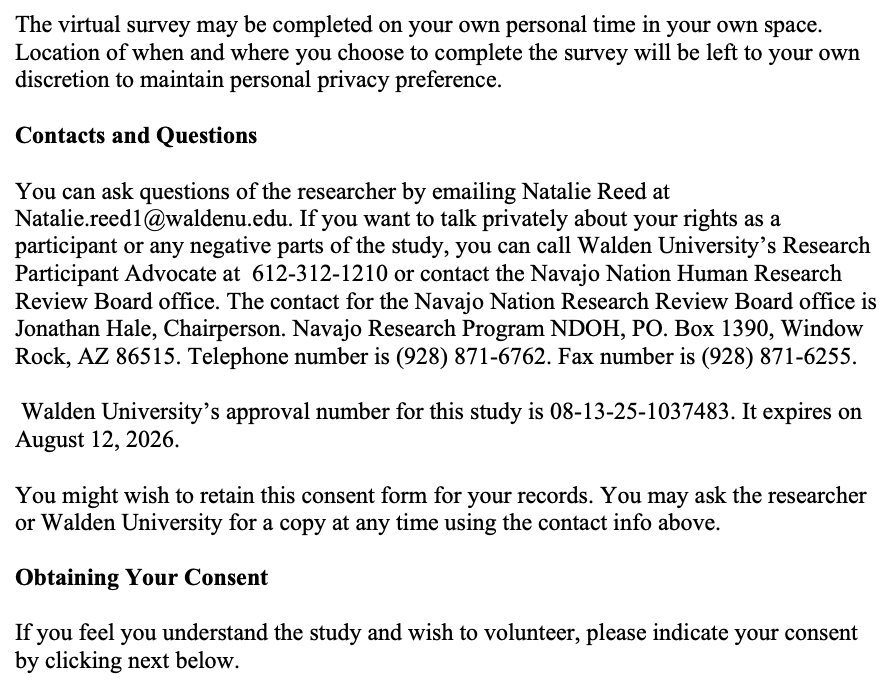 The virtual survey may be completed on your own personal time in your own space.
Location of when and where you choose to complete the survey will be left to your own
discretion to maintain personal privacy preference.
Contacts and Questions
You can ask questions of the researcher by emailing Natalie Reed at
Natalie.reed1@waldenu.edu. If you want to talk privately about your rights as a
participant or any negative parts of the study, you can call Walden University’s Research
Participant Advocate at  612-312-1210 or contact the Navajo Nation Human Research
Review Board office. The contact for the Navajo Nation Research Review Board office is
Jonathan Hale, Chairperson. Navajo Research Program NDOH, PO. Box 1390, Window
Rock, AZ 86515. Telephone number is (928) 871-6762. Fax number is (928) 871-6255.
Walden University’s approval number for this study is 08-13-25-1037483. It expires on
August 12, 2026.
You might wish to retain this consent form for your records. You may ask the researcher
or Walden University for a copy at any time using the contact info above.
Obtaining Your Consent
If you feel you understand the study and wish to volunteer, please indicate your consent
by clicking next below.